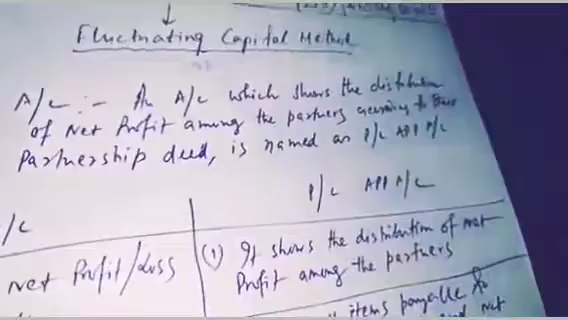 Fluctuating Capital Method
A/c :- An A/c which shows the distribution
of Net Profit among the partners according to their
Partnership deed, is named as P/L APP A/c
/c
P/L APP A/c
Net Profit/Loss
(1) It shows the distribution of Net
Profit among the partners
items payable to
Net